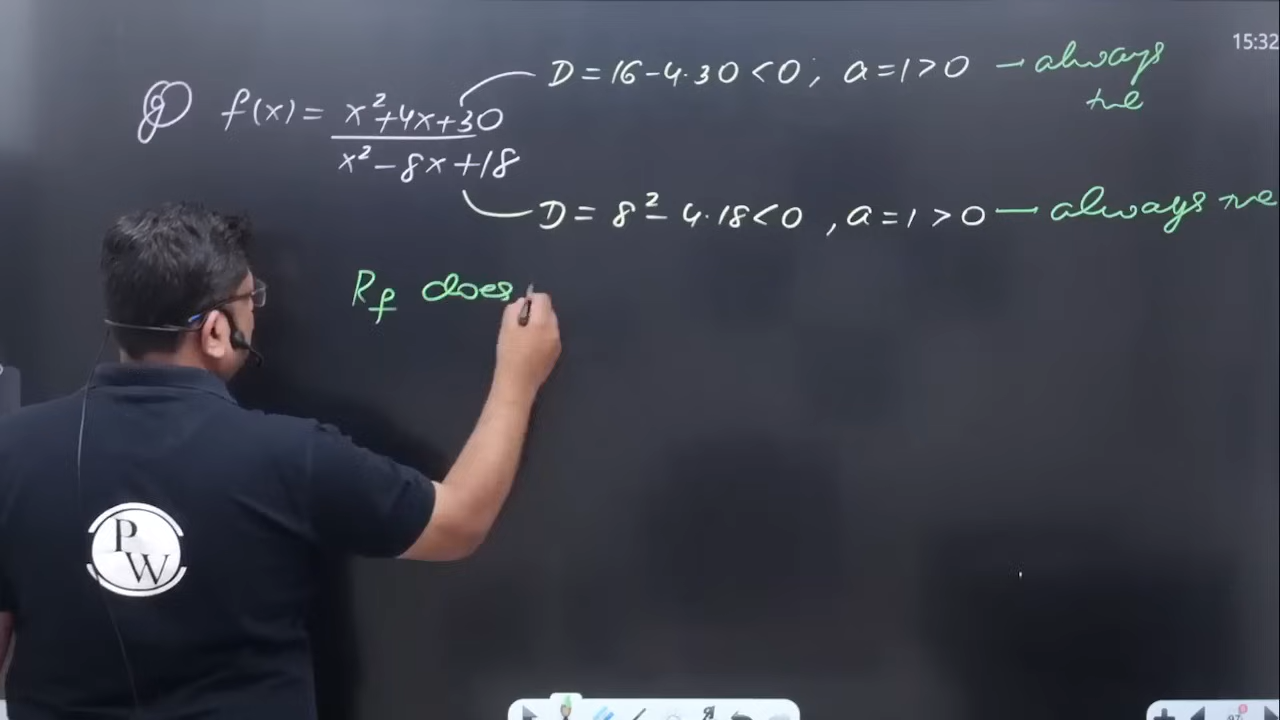 15:32
Q f(x) = x²+4x+30
x²-8x+18
D = 16-4.30<0; a=1>0 - always
+ve
D = 8²-4.18<0, a=1>0 - always +ve
Rf does
PW